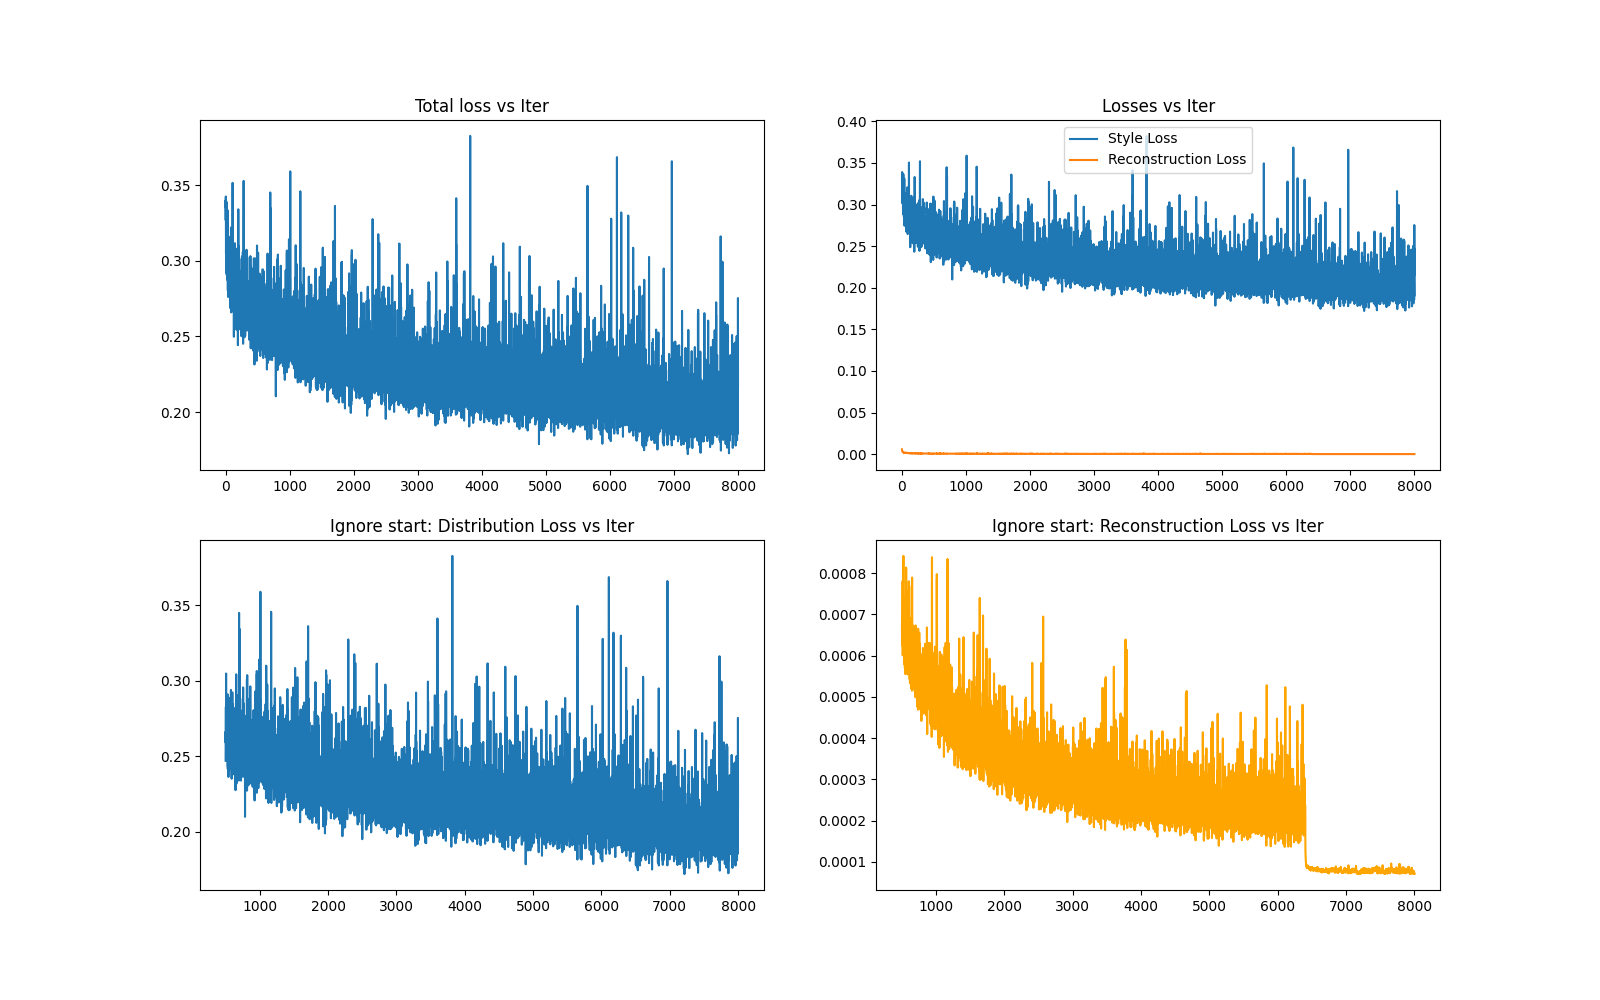 Total loss vs Iter
0.35
0.30
0.25
0.20
0 1000 2000 3000 4000 5000 6000 7000 8000
Losses vs Iter
Style Loss
Reconstruction Loss
0.40
0.35
0.30
0.25
0.20
0.15
0.10
0.05
0.00
0 1000 2000 3000 4000 5000 6000 7000 8000
Ignore start: Distribution Loss vs Iter
0.35
0.30
0.25
0.20
1000 2000 3000 4000 5000 6000 7000 8000
Ignore start: Reconstruction Loss vs Iter
0.0008
0.0007
0.0006
0.0005
0.0004
0.0003
0.0002
0.0001
1000 2000 3000 4000 5000 6000 7000 8000